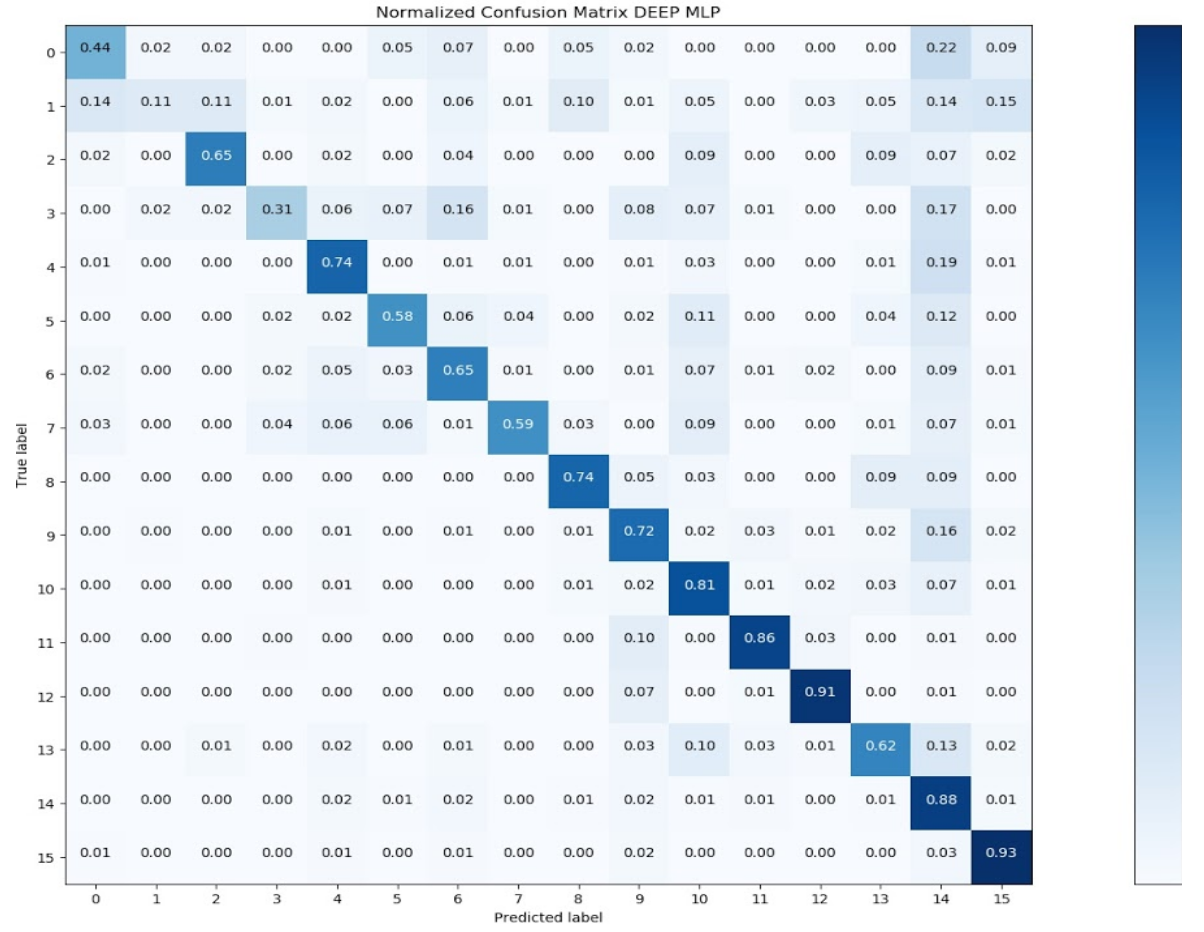 Normalized Confusion Matrix DEEP MLP
0 0.44 0.02 0.02 0.00 0.00 0.05 0.07 0.00 0.05 0.02 0.00 0.00 0.00 0.00 0.22 0.09
1 0.14 0.11 0.11 0.01 0.02 0.00 0.06 0.01 0.10 0.01 0.05 0.00 0.03 0.05 0.14 0.15
2 0.02 0.00 0.65 0.00 0.02 0.00 0.04 0.00 0.00 0.00 0.09 0.00 0.00 0.09 0.07 0.02
3 0.00 0.02 0.02 0.31 0.06 0.07 0.16 0.01 0.00 0.08 0.07 0.01 0.00 0.00 0.17 0.00
4 0.01 0.00 0.00 0.00 0.74 0.00 0.01 0.01 0.00 0.01 0.03 0.00 0.00 0.01 0.19 0.01
5 0.00 0.00 0.00 0.02 0.02 0.58 0.06 0.04 0.00 0.02 0.11 0.00 0.00 0.04 0.12 0.00
6 0.02 0.00 0.00 0.02 0.05 0.03 0.65 0.01 0.00 0.01 0.07 0.01 0.02 0.00 0.09 0.01
7 0.03 0.00 0.00 0.04 0.06 0.06 0.01 0.59 0.03 0.00 0.09 0.00 0.00 0.01 0.07 0.01
True label
8 0.00 0.00 0.00 0.00 0.00 0.00 0.00 0.00 0.74 0.05 0.03 0.00 0.00 0.09 0.09 0.00
9 0.00 0.00 0.00 0.00 0.01 0.00 0.01 0.00 0.01 0.72 0.02 0.03 0.01 0.02 0.16 0.02
10 0.00 0.00 0.00 0.00 0.01 0.00 0.00 0.00 0.01 0.02 0.81 0.01 0.02 0.03 0.07 0.01
11 0.00 0.00 0.00 0.00 0.00 0.00 0.00 0.00 0.00 0.10 0.00 0.86 0.03 0.00 0.01 0.00
12 0.00 0.00 0.00 0.00 0.00 0.00 0.00 0.00 0.00 0.07 0.00 0.01 0.91 0.00 0.01 0.00
13 0.00 0.00 0.01 0.00 0.02 0.00 0.01 0.00 0.00 0.03 0.10 0.03 0.01 0.62 0.13 0.02
14 0.00 0.00 0.00 0.00 0.02 0.01 0.02 0.00 0.01 0.02 0.01 0.01 0.00 0.01 0.88 0.01
15 0.01 0.00 0.00 0.00 0.01 0.00 0.01 0.00 0.00 0.02 0.00 0.00 0.00 0.00 0.03 0.93
0 1 2 3 4 5 6 7 8 9 10 11 12 13 14 15
Predicted label